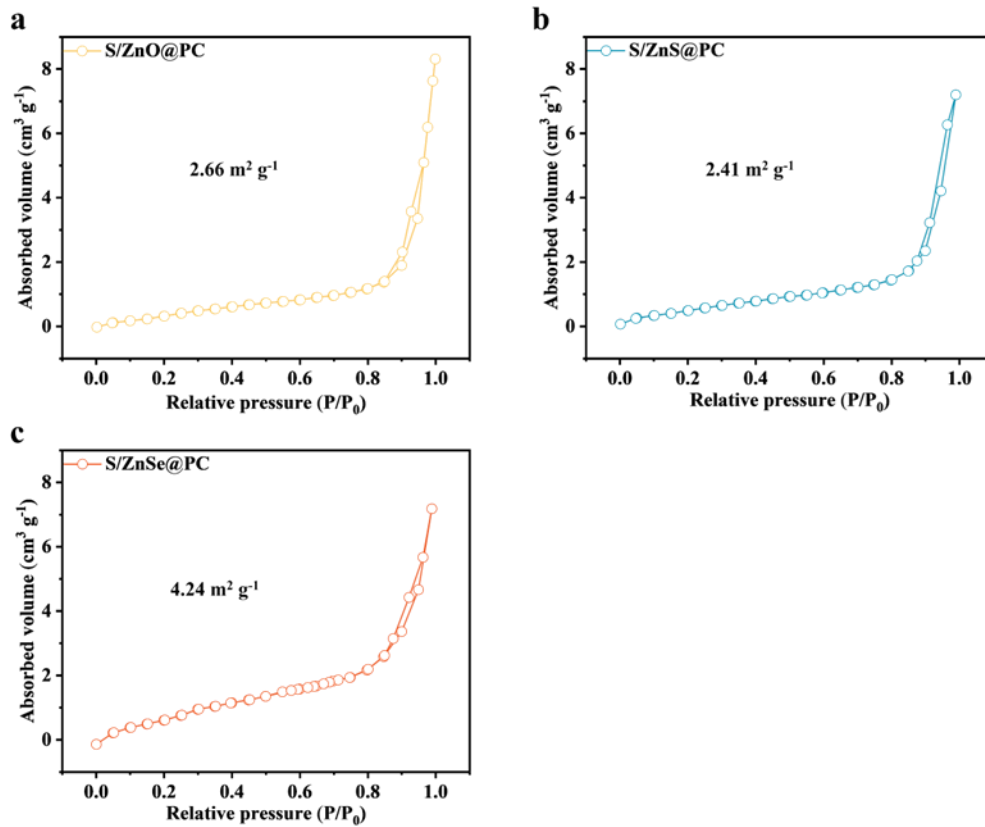 a
S/ZnO@PC
2.66 m² g⁻¹
Absorbed volume (cm³ g⁻¹)
8
6
4
2
0
0.0 0.2 0.4 0.6 0.8 1.0
Relative pressure (P/P₀)
b
S/ZnS@PC
2.41 m² g⁻¹
Absorbed volume (cm³ g⁻¹)
8
6
4
2
0
0.0 0.2 0.4 0.6 0.8 1.0
Relative pressure (P/P₀)
c
S/ZnSe@PC
4.24 m² g⁻¹
Absorbed volume (cm³ g⁻¹)
8
6
4
2
0
0.0 0.2 0.4 0.6 0.8 1.0
Relative pressure (P/P₀)